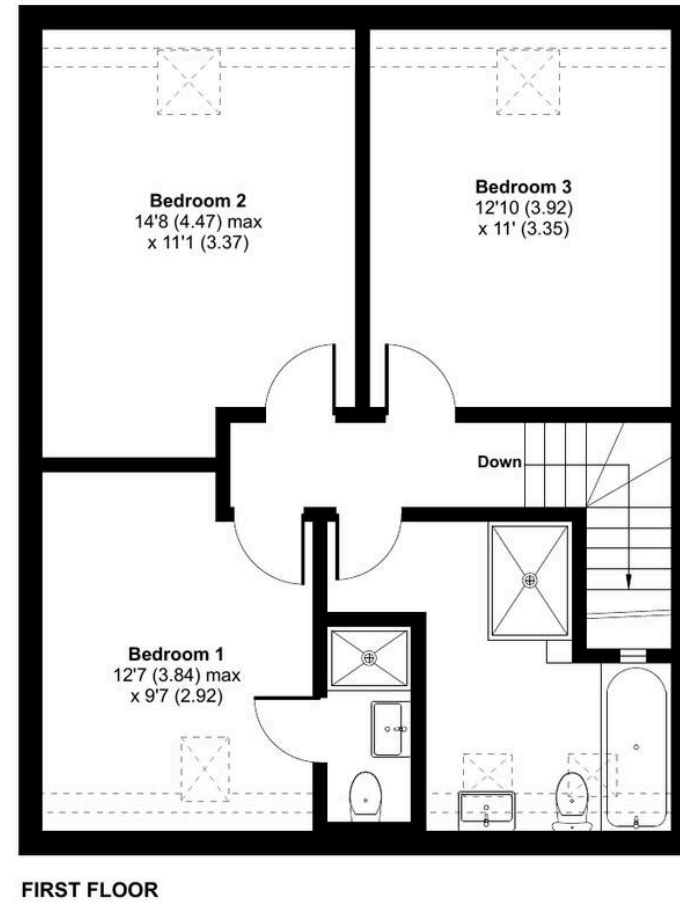 Bedroom 2
14'8 (4.47) max
x 11'1 (3.37)
Bedroom 3
12'10 (3.92)
x 11' (3.35)
Down
Bedroom 1
12'7 (3.84) max
x 9'7 (2.92)
FIRST FLOOR